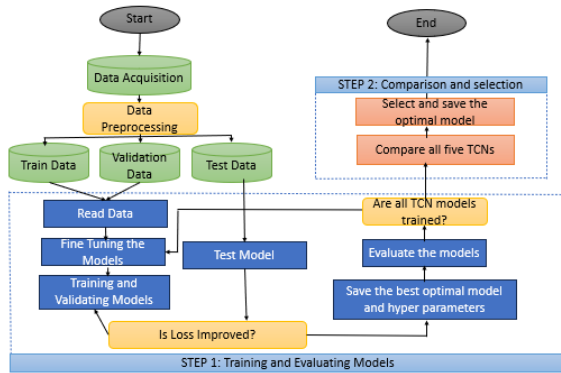 Start
End
Data Acquisition
Data
Preprocessing
STEP 2: Comparison and selection
Select and save the
optimal model
Compare all five TCNs
Train Data
Validation
Data
Test Data
Read Data
Are all TCN models
trained?
Fine Tuning the
Models
Test Model
Evaluate the models
Training and
Validating Models
Save the best optimal model
and hyper parameters
Is Loss Improved?
STEP 1: Training and Evaluating Models